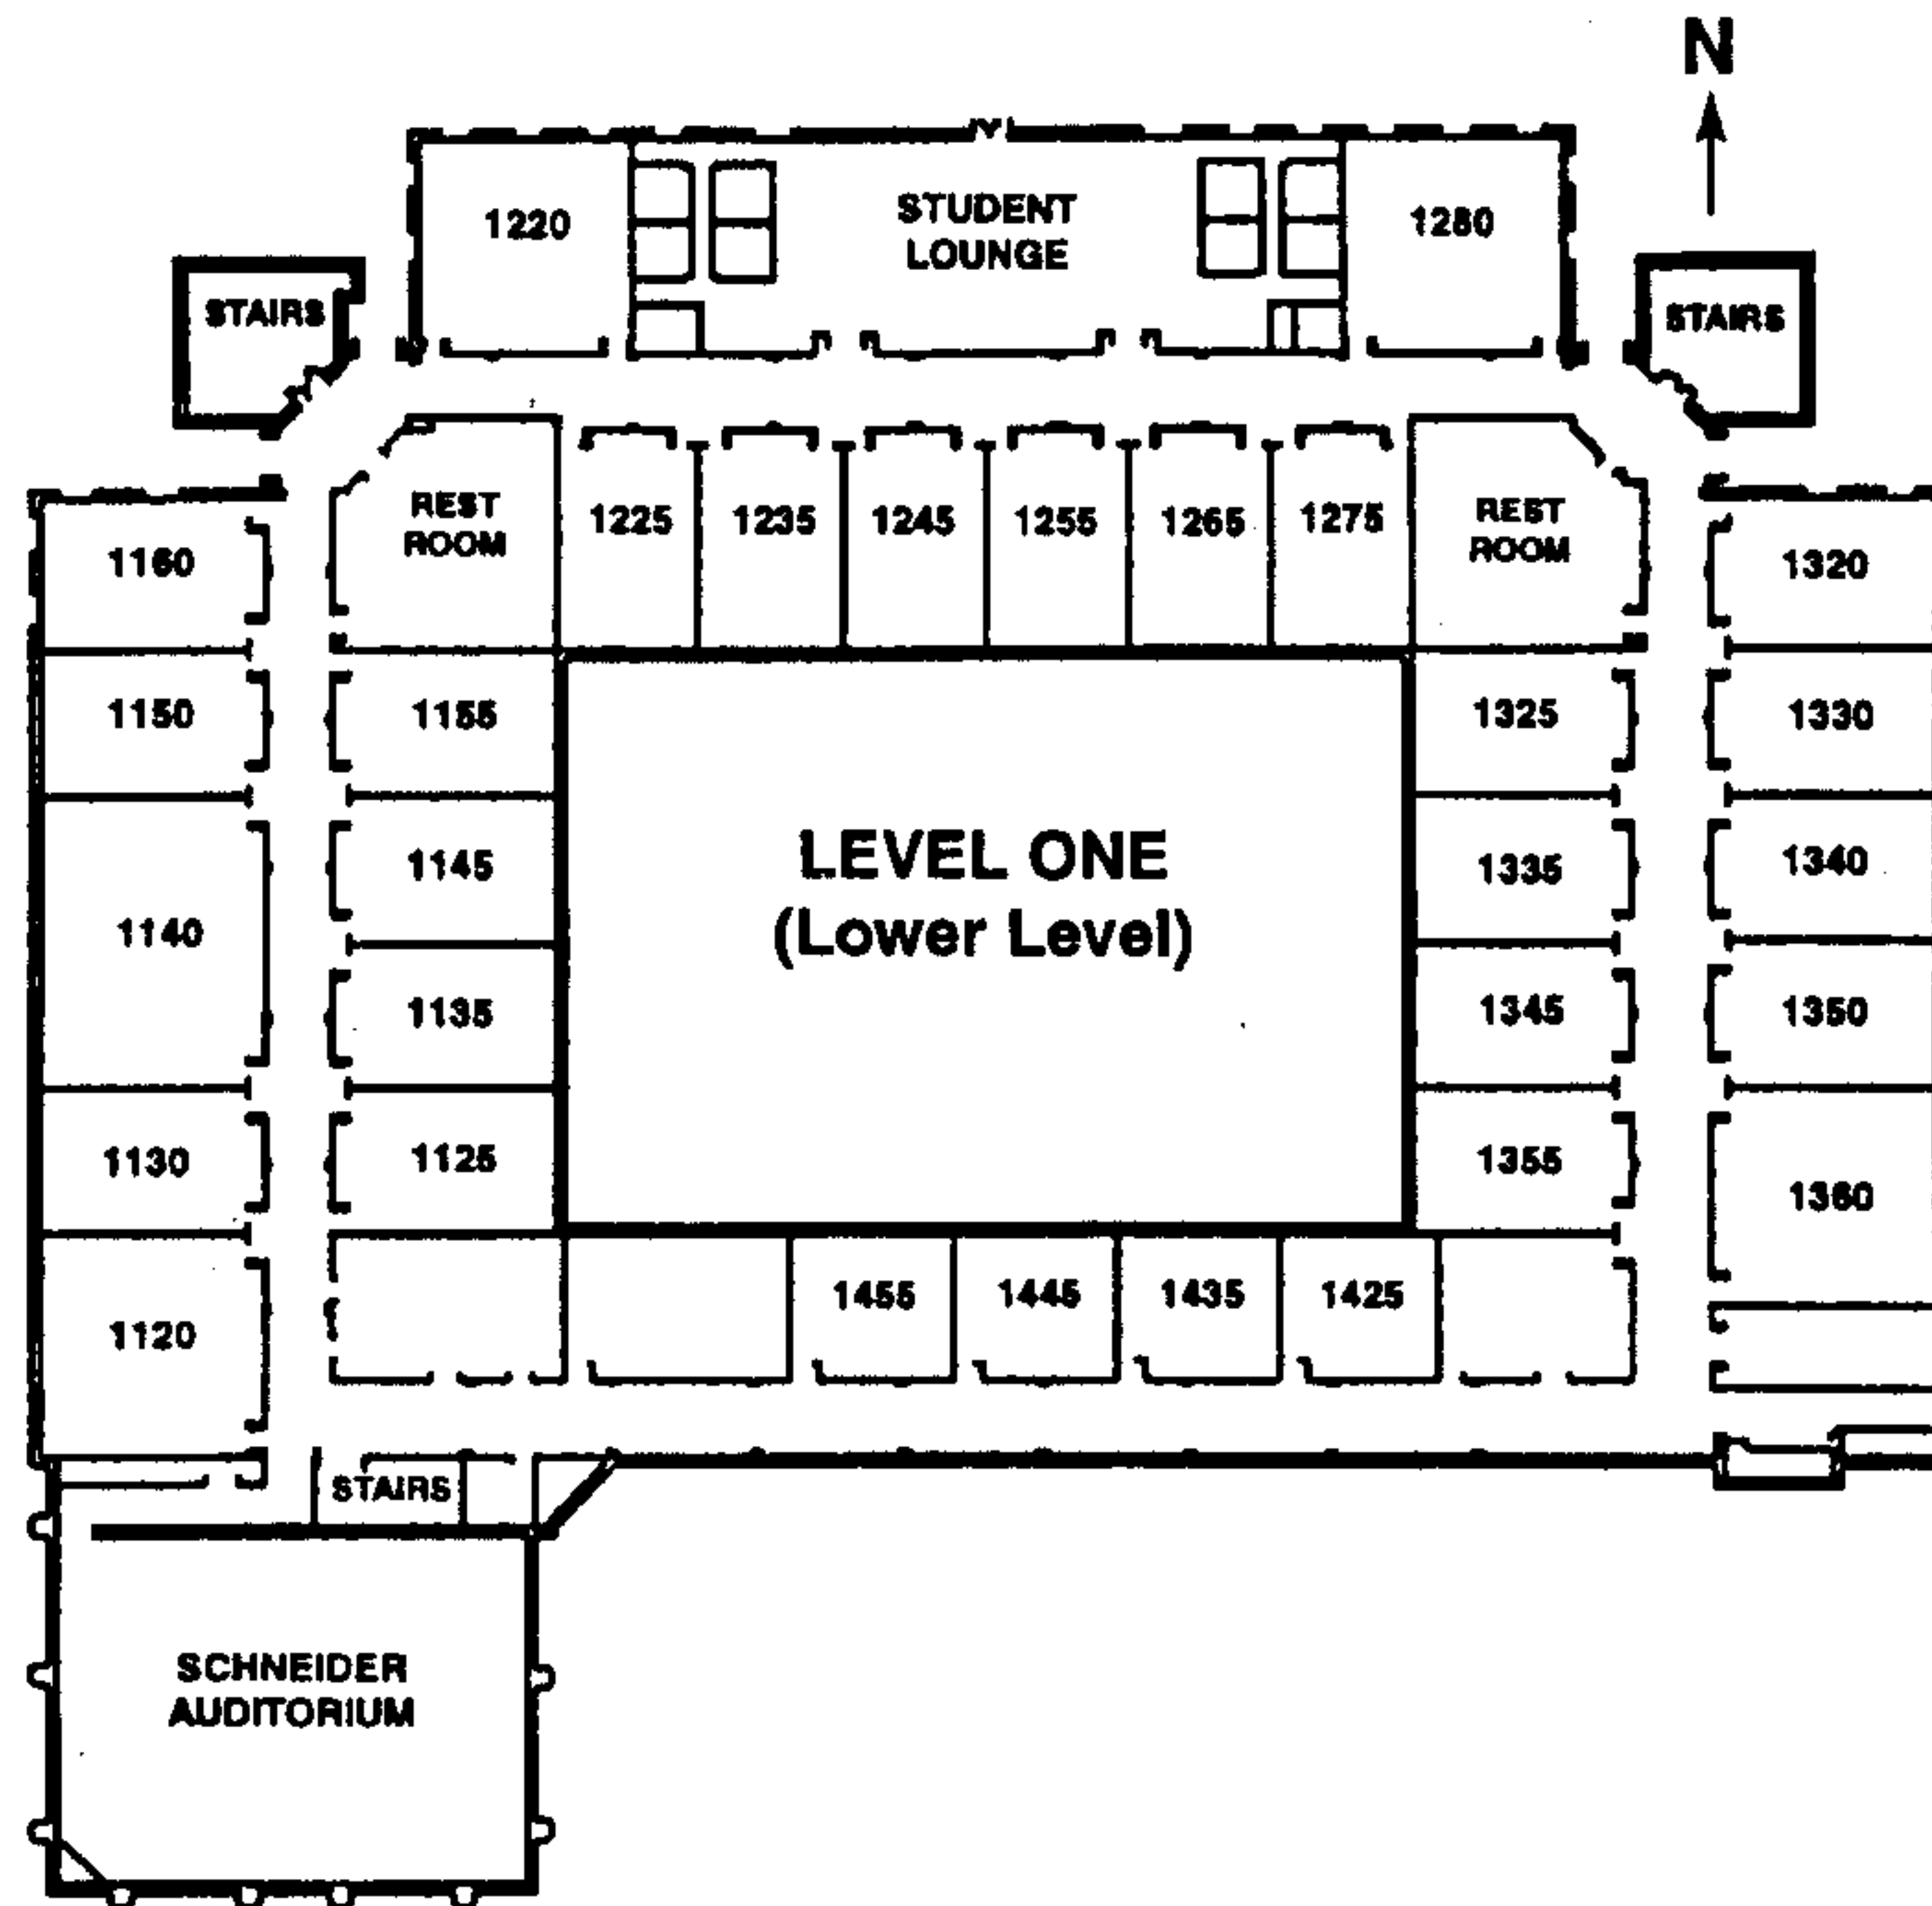 N
STUDENT
LOUNGE
1220
1280
STAIRS
STAIRS
REST
ROOM
1225
1235
1245
1255
1265
1275
REST
ROOM
1160
1320
1150
1155
1325
1330
LEVEL ONE
(Lower Level)
1145
1335
1340
1140
1135
1345
1350
1130
1125
1355
1360
1455
1445
1435
1425
1120
STAIRS
SCHNEIDER
AUDITORIUM